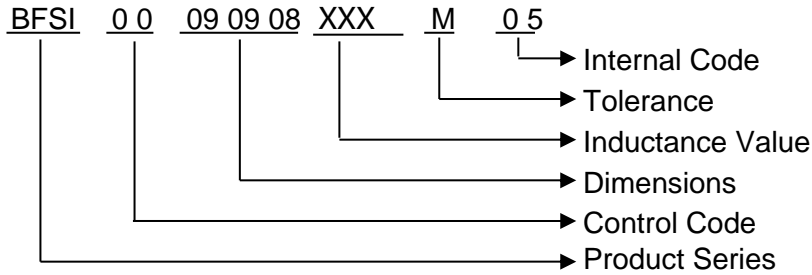 BFSI 0 0 09 09 08 XXX M 0 5
Internal Code
Tolerance
Inductance Value
Dimensions
Control Code
Product Series